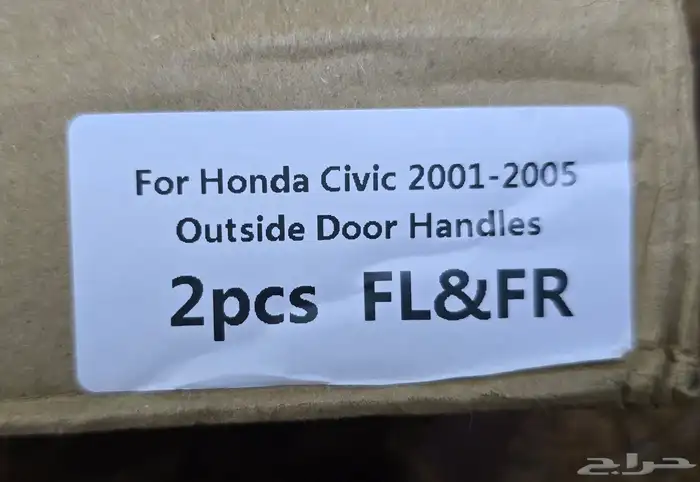 For Honda Civic 2001-2005
Outside Door Handles
2pcs FL&FR
حراج